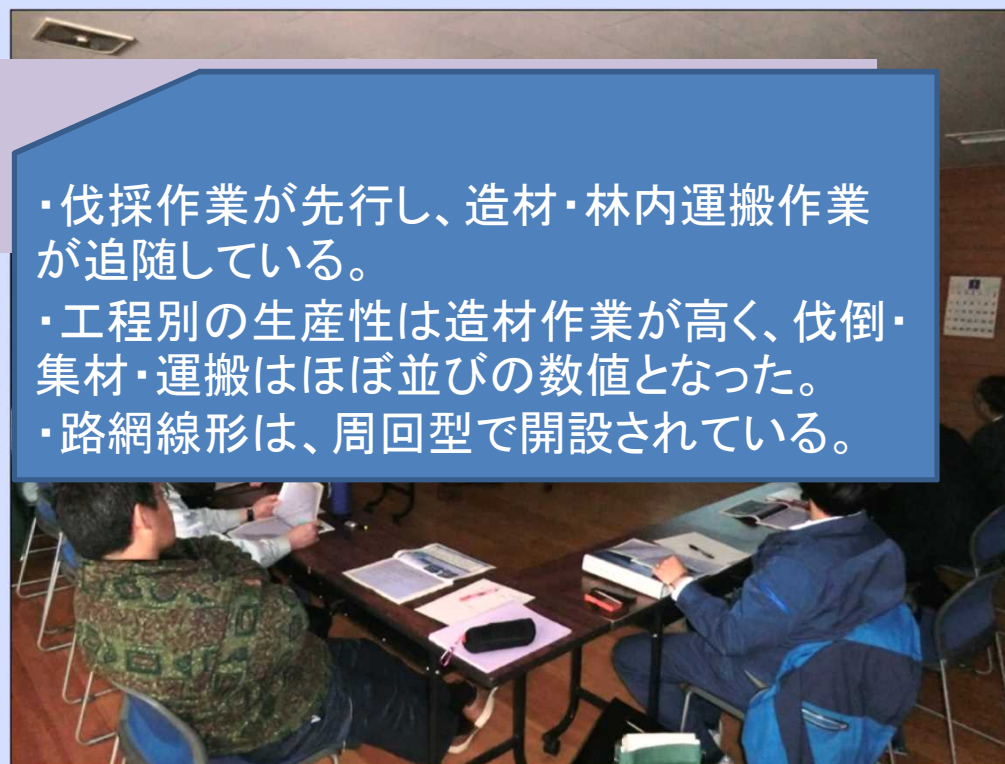 ・伐採作業が先行し、造材・林内運搬作業
が追随している。
・工程別の生産性は造材作業が高く、伐倒・
集材・運搬はほぼ並びの数値となった。
・路網線形は、周回型で開設されている。